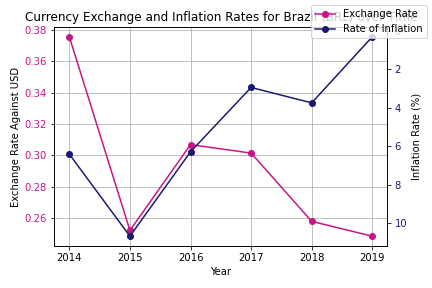 Currency Exchange and Inflation Rates for Brazil
Exchange Rate
Rate of Inflation
0.38
0.36
0.34
0.32
0.30
0.28
0.26
2
4
6
8
10
Exchange Rate Against USD
Inflation Rate (%)
2014 2015 2016 2017 2018 2019
Year